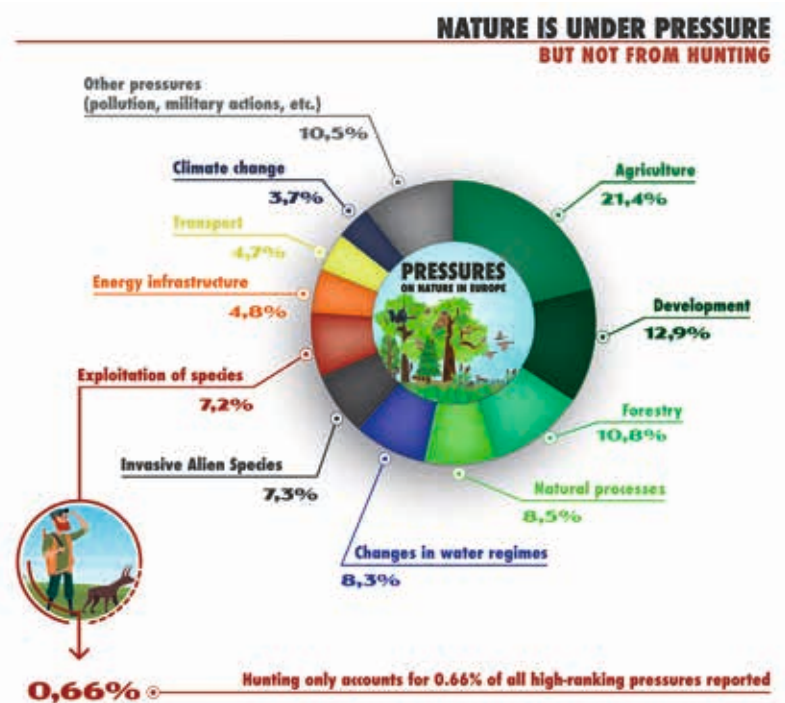 NATURE IS UNDER PRESSURE
BUT NOT FROM HUNTING
Other pressures
(pollution, military actions, etc.)
10,5%
Climate change
3,7%
Transport
4,7%
Energy infrastructure
4,8%
Exploitation of species
7,2%
Invasive Alien Species
7,3%
Changes in water regimes
8,3%
Natural processes
8,5%
Forestry
10,8%
Development
12,9%
Agriculture
21,4%
PRESSURES
ON NATURE IN EUROPE
0,66%
Hunting only accounts for 0.66% of all high-ranking pressures reported